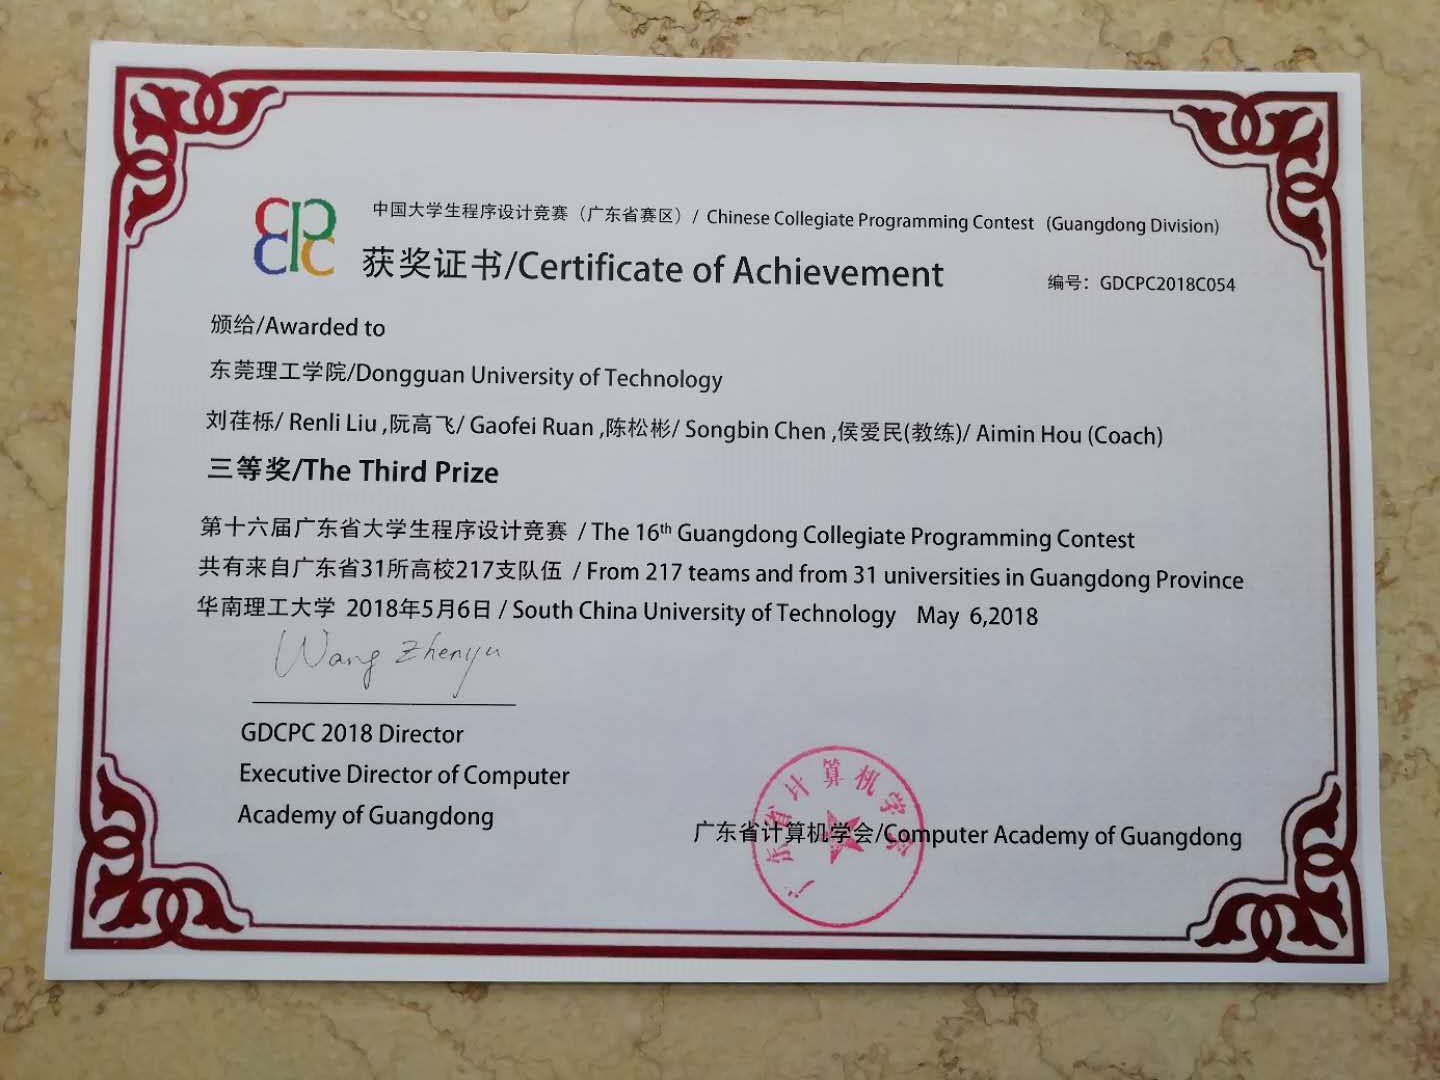 CCPC
中国大学生程序设计竞赛（广东省赛区）/ Chinese Collegiate Programming Contest (Guangdong Division)
获奖证书/Certificate of Achievement
编号：GDCPC2018C054
颁给/Awarded to
东莞理工学院/Dongguan University of Technology
刘荏栎/ Renli Liu ,阮高飞/ Gaofei Ruan ,陈松彬/ Songbin Chen ,侯爱民(教练)/ Aimin Hou (Coach)
三等奖/The Third Prize
第十六届广东省大学生程序设计竞赛 / The 16th Guangdong Collegiate Programming Contest
共有来自广东省31所高校217支队伍 / From 217 teams and from 31 universities in Guangdong Province
华南理工大学 2018年5月6日 / South China University of Technology May 6,2018
Wang Zhenyu
GDCPC 2018 Director
Executive Director of Computer
Academy of Guangdong
广东省计算机学会
广东省计算机学会/Computer Academy of Guangdong